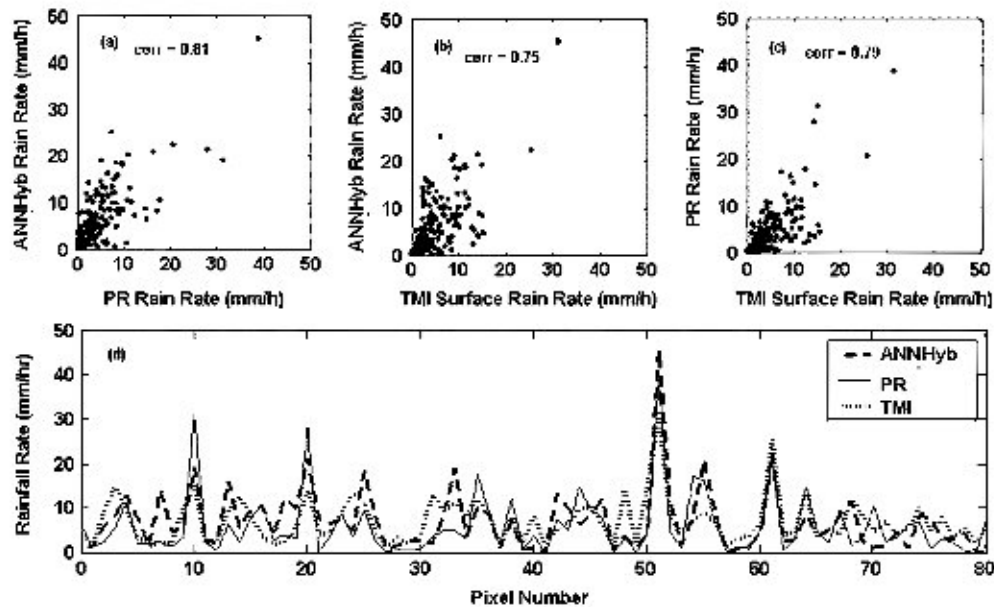 50
40
30
20
10
0
ANNHyb Rain Rate (mm/h)
(a)
corr = 0.81
0 10 20 30 40 50
PR Rain Rate (mm/h)
50
40
30
20
10
0
ANNHyb Rain Rate (mm/h)
(b)
corr = 0.75
0 10 20 30 40 50
TMI Surface Rain Rate (mm/h)
50
40
30
20
10
0
PR Rain Rate (mm/h)
(c)
corr = 0.79
0 10 20 30 40 50
TMI Surface Rain Rate (mm/h)
50
40
30
20
10
0
Rainfall Rate (mm/hr)
(d)
ANNHyb
PR
TMI
0 10 20 30 40 50 60 70 80
Pixel Number